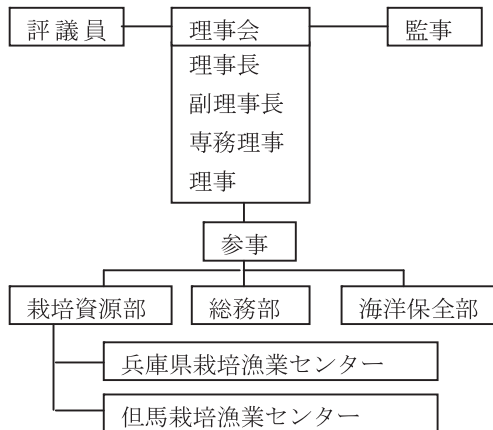 評議員
理事会
監事
理事長
副理事長
専務理事
理事
参事
栽培資源部
総務部
海洋保全部
兵庫県栽培漁業センター
但馬栽培漁業センター